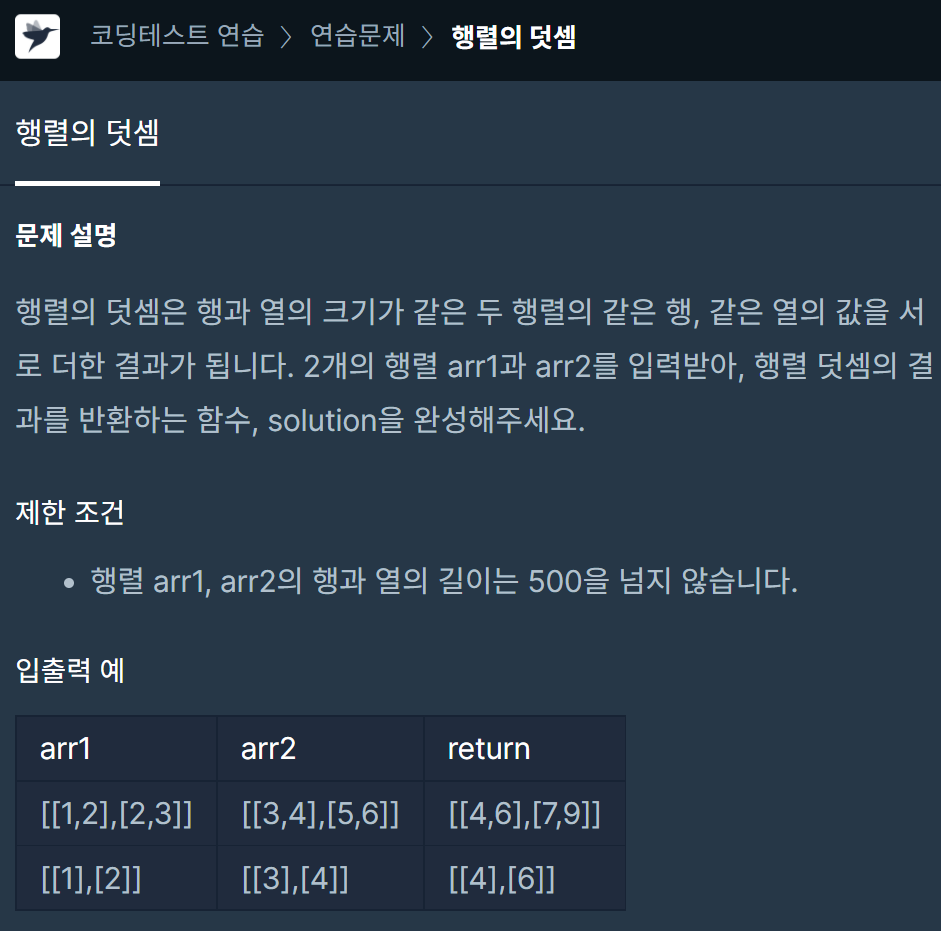 코딩테스트 연습 > 연습문제 > 행렬의 덧셈
행렬의 덧셈
문제 설명
행렬의 덧셈은 행과 열의 크기가 같은 두 행렬의 같은 행, 같은 열의 값을 서
로 더한 결과가 됩니다. 2개의 행렬 arr1과 arr2를 입력받아, 행렬 덧셈의 결
과를 반환하는 함수, solution을 완성해주세요.
제한 조건
• 행렬 arr1, arr2의 행과 열의 길이는 500을 넘지 않습니다.
입출력 예
arr1 arr2 return
[[1,2],[2,3]] [[3,4],[5,6]] [[4,6],[7,9]]
[[1],[2]] [[3],[4]] [[4],[6]]